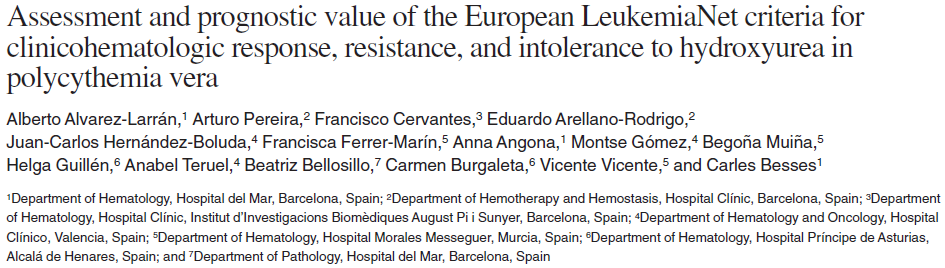 Assessment and prognostic value of the European LeukemiaNet criteria for
clinicohematologic response, resistance, and intolerance to hydroxyurea in
polycythemia vera
Alberto Alvarez-Larrán,1 Arturo Pereira,2 Francisco Cervantes,3 Eduardo Arellano-Rodrigo,2
Juan-Carlos Hernández-Boluda,4 Francisca Ferrer-Marín,5 Anna Angona,1 Montse Gómez,4 Begoña Muiña,5
Helga Guillén,6 Anabel Teruel,4 Beatriz Bellosillo,7 Carmen Burgaleta,6 Vicente Vicente,5 and Carles Besses1
1Department of Hematology, Hospital del Mar, Barcelona, Spain; 2Department of Hemotherapy and Hemostasis, Hospital Clínic, Barcelona, Spain; 3Department
of Hematology, Hospital Clínic, Institut d'Investigacions Biomèdiques August Pi i Sunyer, Barcelona, Spain; 4Department of Hematology and Oncology, Hospital
Clínico, Valencia, Spain; 5Department of Hematology, Hospital Morales Messeguer, Murcia, Spain; 6Department of Hematology, Hospital Príncipe de Asturias,
Alcalá de Henares, Spain; and 7Department of Pathology, Hospital del Mar, Barcelona, Spain